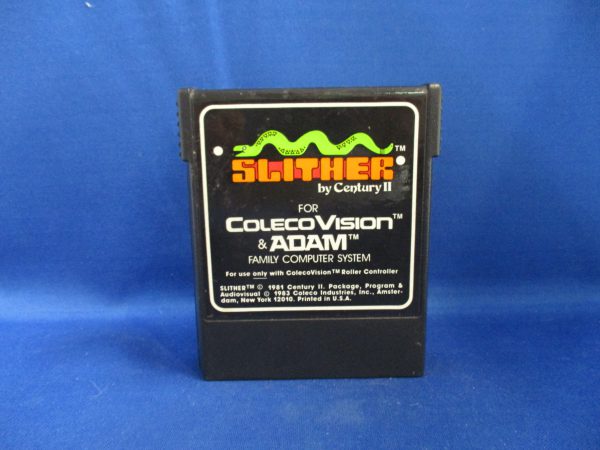 SLITHER™
by Century II
FOR
COLECOVISION™
& ADAM™
FAMILY COMPUTER SYSTEM
For use only with ColecoVision™ Roller Controller
SLITHER™ © 1981 Century II. Package, Program &
Audiovisual © 1983 Coleco Industries, Inc., Amster-
dam, New York 12010. Printed in U.S.A.